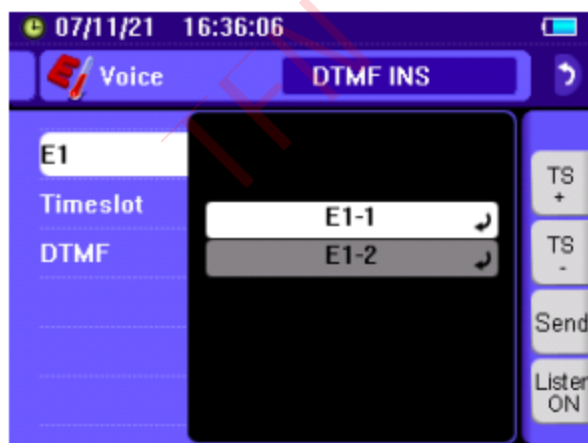 07/11/21 16:36:06
Voice
DTMF INS
E1
Timeslot
DTMF
E1-1
E1-2
TS
+
TS
-
Send
Listen
ON
TFN